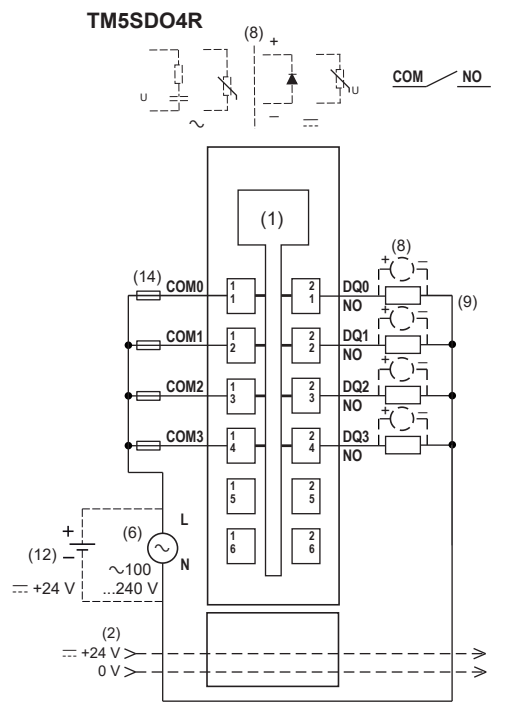 TM5SDO4R
(8)
+
U
U
–
COM NO
(1)
(8)
(14) COM0 1 1 2 1 DQ0 + –
NO (9)
COM1 1 2 2 2 DQ1 + –
NO
COM2 1 3 2 3 DQ2 + –
NO
COM3 1 4 2 4 DQ3 + –
NO
1 5 2 5
L
+ (6)
(12) – 1 6 2 6
N
~100
+24 V ...240 V
(2)
+24 V
0 V